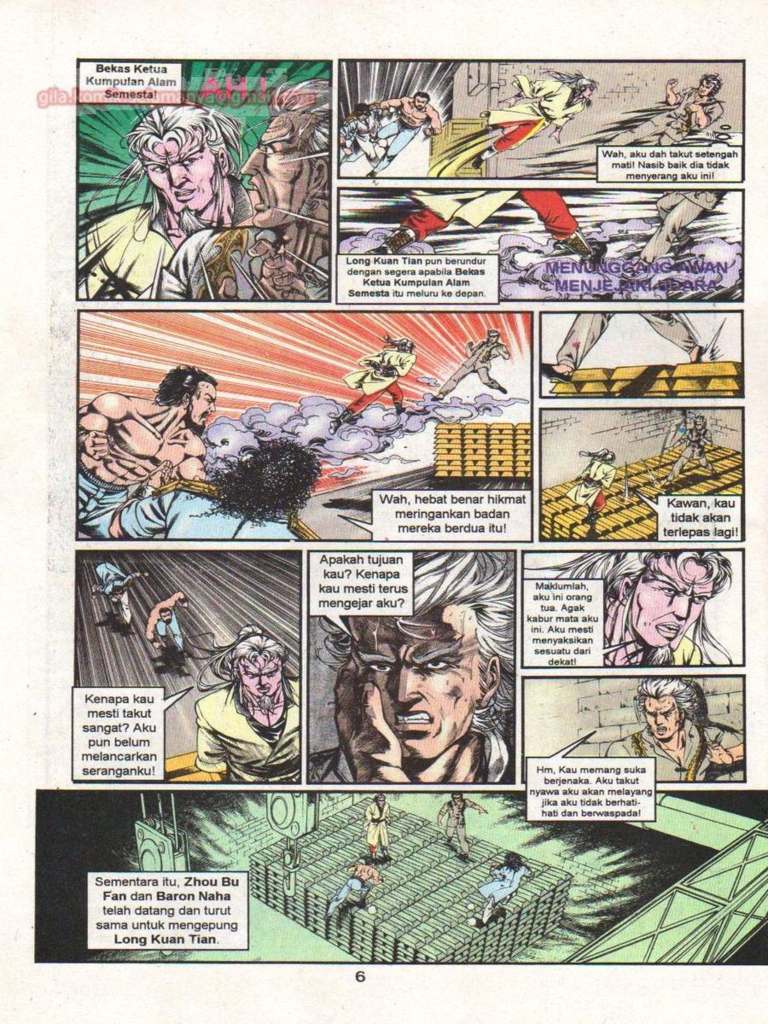 Bekas Ketua
Kumpulan Alam
Semesta!
Wah, aku dah takut setengah
mati! Nasib baik dia tidak
menyerang aku ini!
Long Kuan Tian pun berundur
dengan segera apabila Bekas
Ketua Kumpulan Alam
Semesta itu meluru ke depan.
MENUNGGANG AWAN
MENJEJAKI UDARA
Wah, hebat benar hikmat
meringankan badan
mereka berdua itu!
Kawan, kau
tidak akan
terlepas lagi!
Kenapa kau
mesti takut
sangat? Aku
pun belum
melancarkan
seranganku!
Apakah tujuan
kau? Kenapa
kau mesti terus
mengejar aku?
Maklumlah,
aku ini orang
tua. Agak
kabur mata aku
ini. Aku mesti
menyaksikan
sesuatu dari
dekat!
Hm, Kau memang suka
berjenaka. Aku takut
nyawa aku akan melayang
jika aku tidak berhati-
hati dan berwaspada!
Sementara itu, Zhou Bu
Fan dan Baron Naha
telah datang dan turut
sama untuk mengepung
Long Kuan Tian.
6